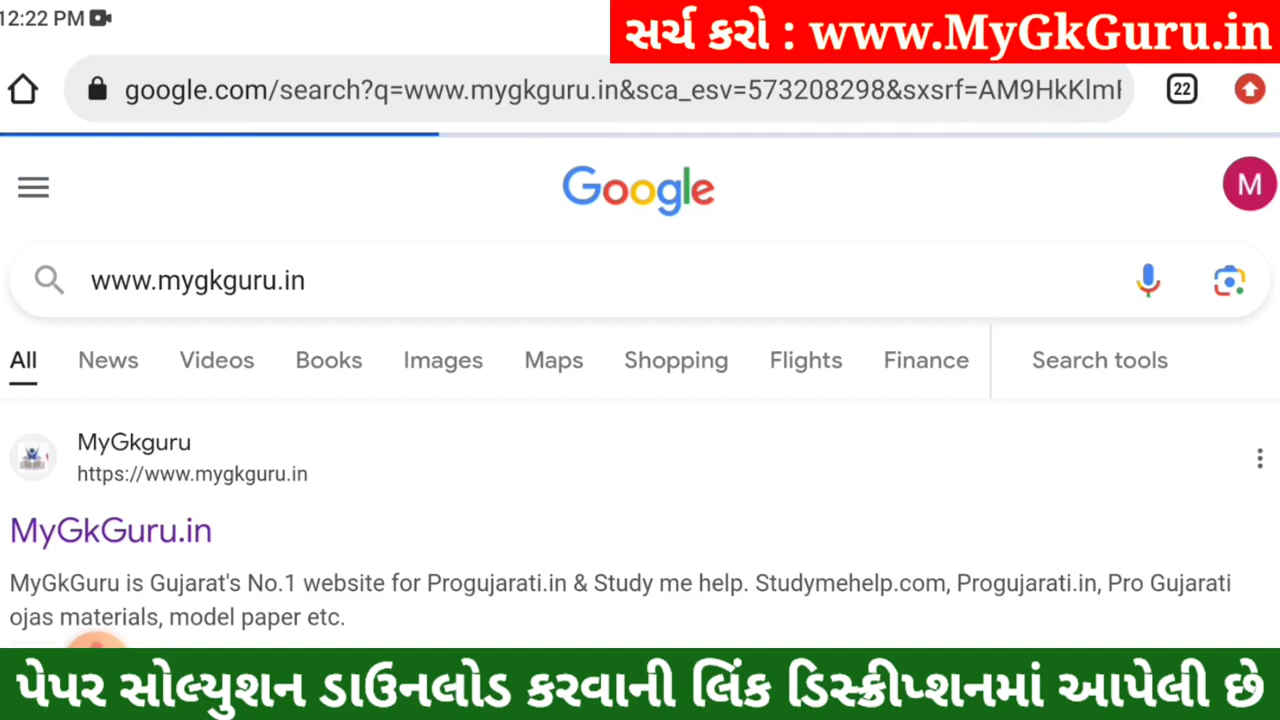 12:22 PM
સર્ચ કરો : www.MyGkGuru.in
google.com/search?q=www.mygkguru.in&sca_esv=573208298&sxsrf=AM9HkKlm
22
Google
M
www.mygkguru.in
All News Videos Books Images Maps Shopping Flights Finance Search tools
MyGkguru
https://www.mygkguru.in
MyGkGuru.in
MyGkGuru is Gujarat's No.1 website for Progujarati.in & Study me help. Studymehelp.com, Progujarati.in, Pro Gujarati
ojas materials, model paper etc.
પેપર સોલ્યુશન ડાઉનલોડ કરવાની લિંક ડિસ્ક્રીપ્શનમાં આપેલી છે